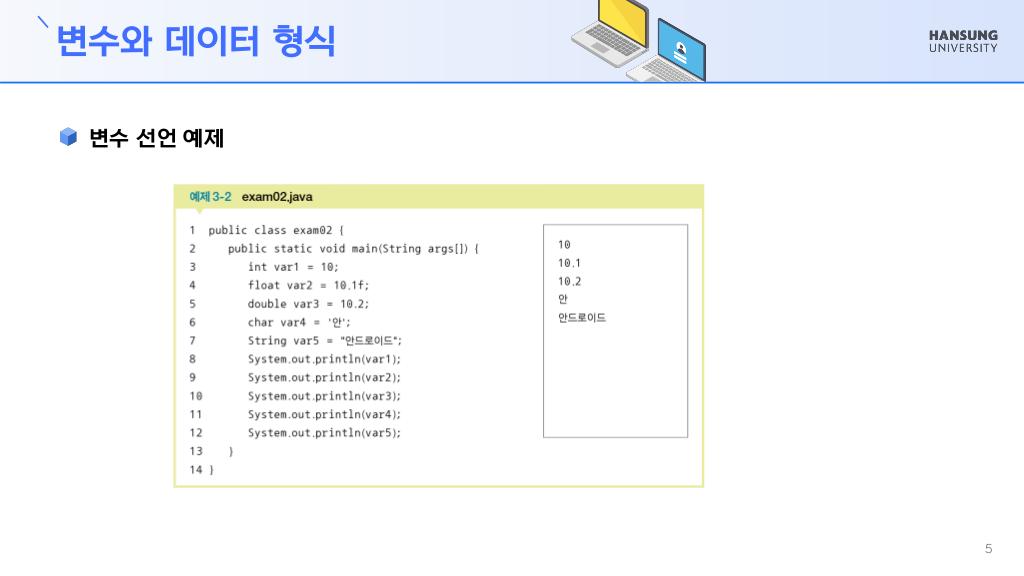 변수와 데이터 형식
HANSUNG
UNIVERSITY
변수 선언 예제
예제 3-2 exam02.java
1 public class exam02 {
2 public static void main(String args[]) {
3 int var1 = 10;
4 float var2 = 10.1f;
5 double var3 = 10.2;
6 char var4 = '안';
7 String var5 = "안드로이드";
8 System.out.println(var1);
9 System.out.println(var2);
10 System.out.println(var3);
11 System.out.println(var4);
12 System.out.println(var5);
13 }
14 }
10
10.1
10.2
안
안드로이드
5